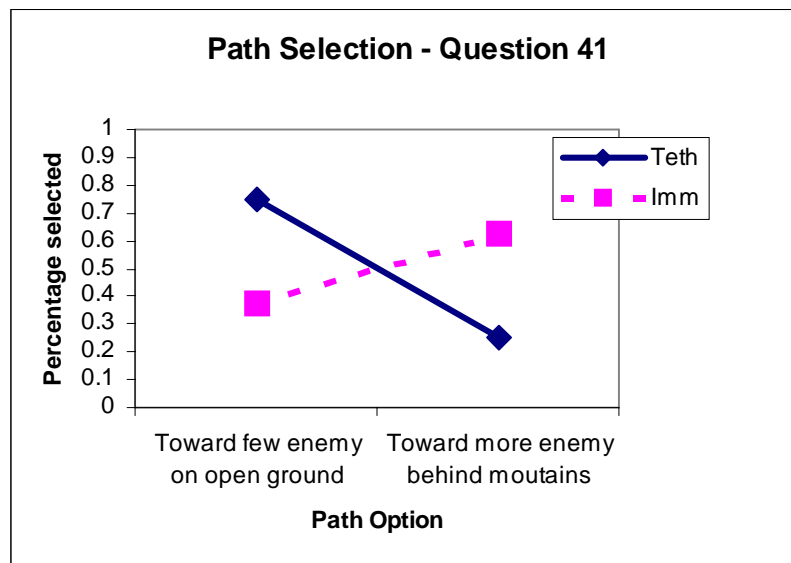 Path Selection - Question 41
Percentage selected
1
0.9
0.8
0.7
0.6
0.5
0.4
0.3
0.2
0.1
0
Teth
Imm
Toward few enemy
on open ground
Toward more enemy
behind moutains
Path Option